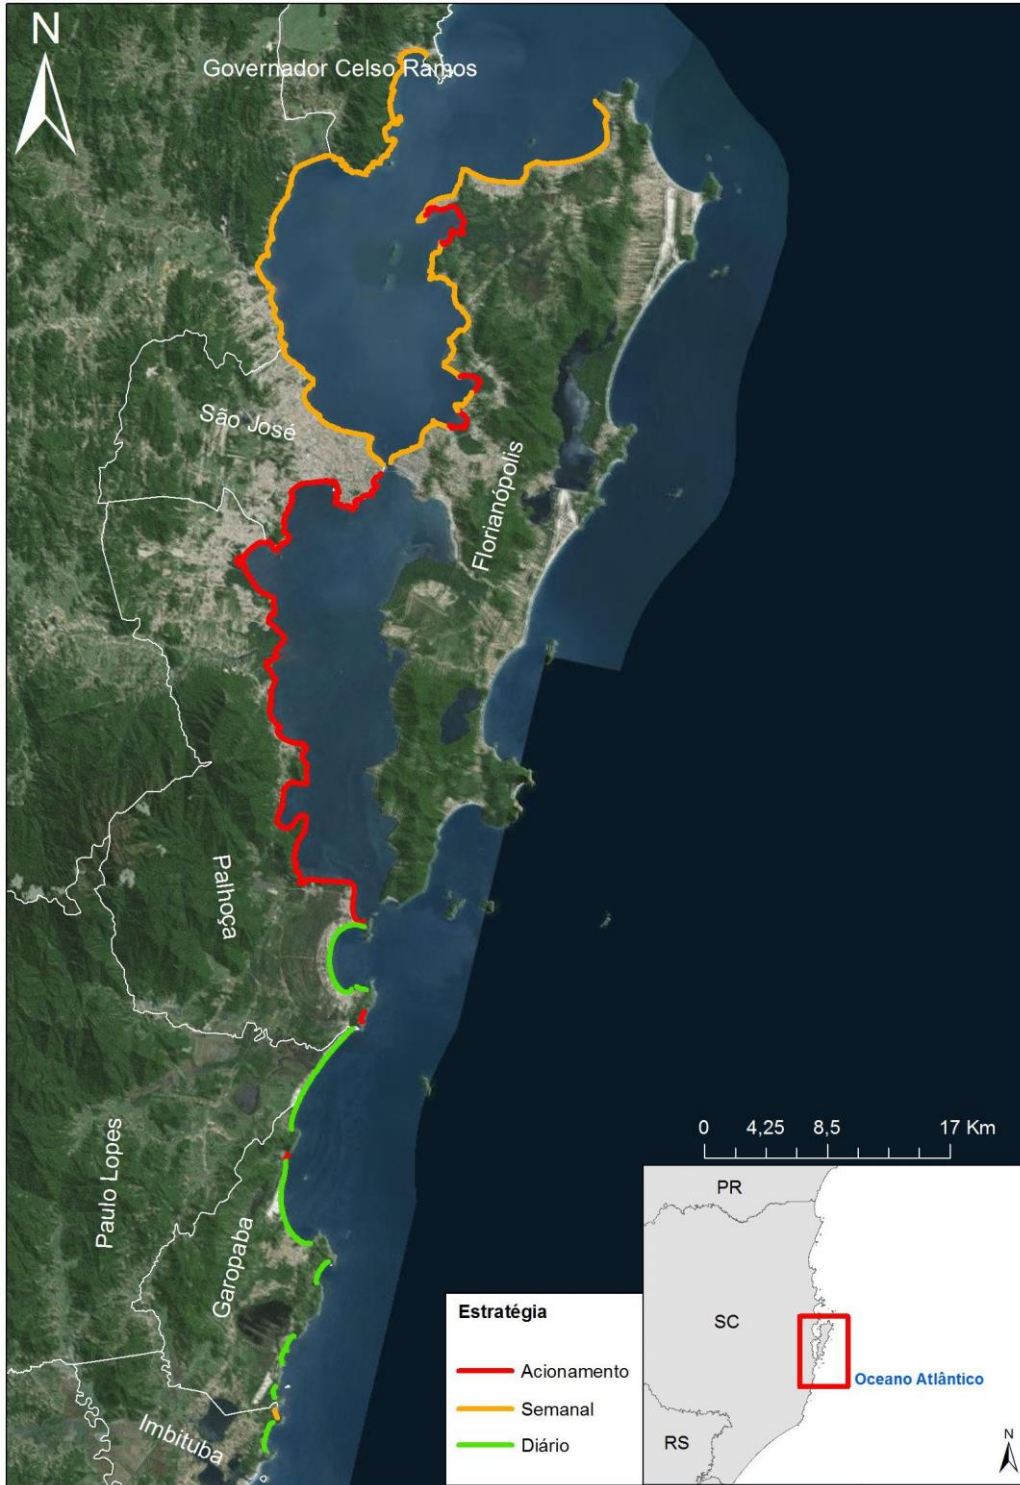 N
Governador Celso Ramos
São José
Florianópolis
Palhoça
Paulo Lopes
Garopaba
Imbituba
0 4,25 8,5 17 Km
PR
SC
RS
Oceano Atlântico
N
Estratégia
Acionamento
Semanal
Diário